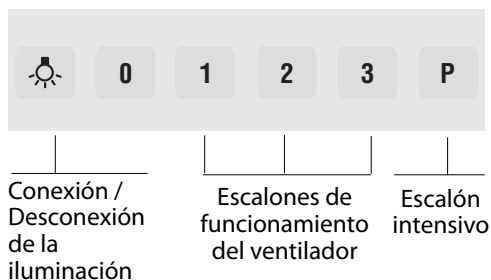 0 1 2 3 P
Conexión /
Desconexión
de la
iluminación
Escalones de
funcionamiento
del ventilador
Escalón
intensivo